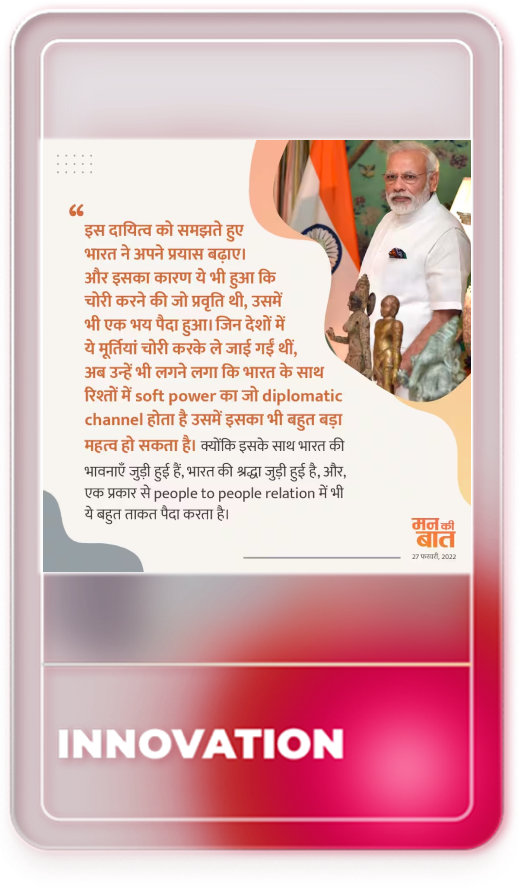 “
इस दायित्व को समझते हुए
भारत ने अपने प्रयास बढ़ाए।
और इसका कारण ये भी हुआ कि
चोरी करने की जो प्रवृति थी, उसमें
भी एक भय पैदा हुआ। जिन देशों में
ये मूर्तियां चोरी करके ले जाई गईं थीं,
अब उन्हें भी लगने लगा कि भारत के साथ
रिश्तों में soft power का जो diplomatic
channel होता है उसमें इसका भी बहुत बड़ा
महत्व हो सकता है। क्योंकि इसके साथ भारत की
भावनाएँ जुड़ी हुई हैं, भारत की श्रद्धा जुड़ी हुई है, और,
एक प्रकार से people to people relation में भी
ये बहुत ताकत पैदा करता है।
मन की
बात
27 फरवरी, 2022
INNOVATION